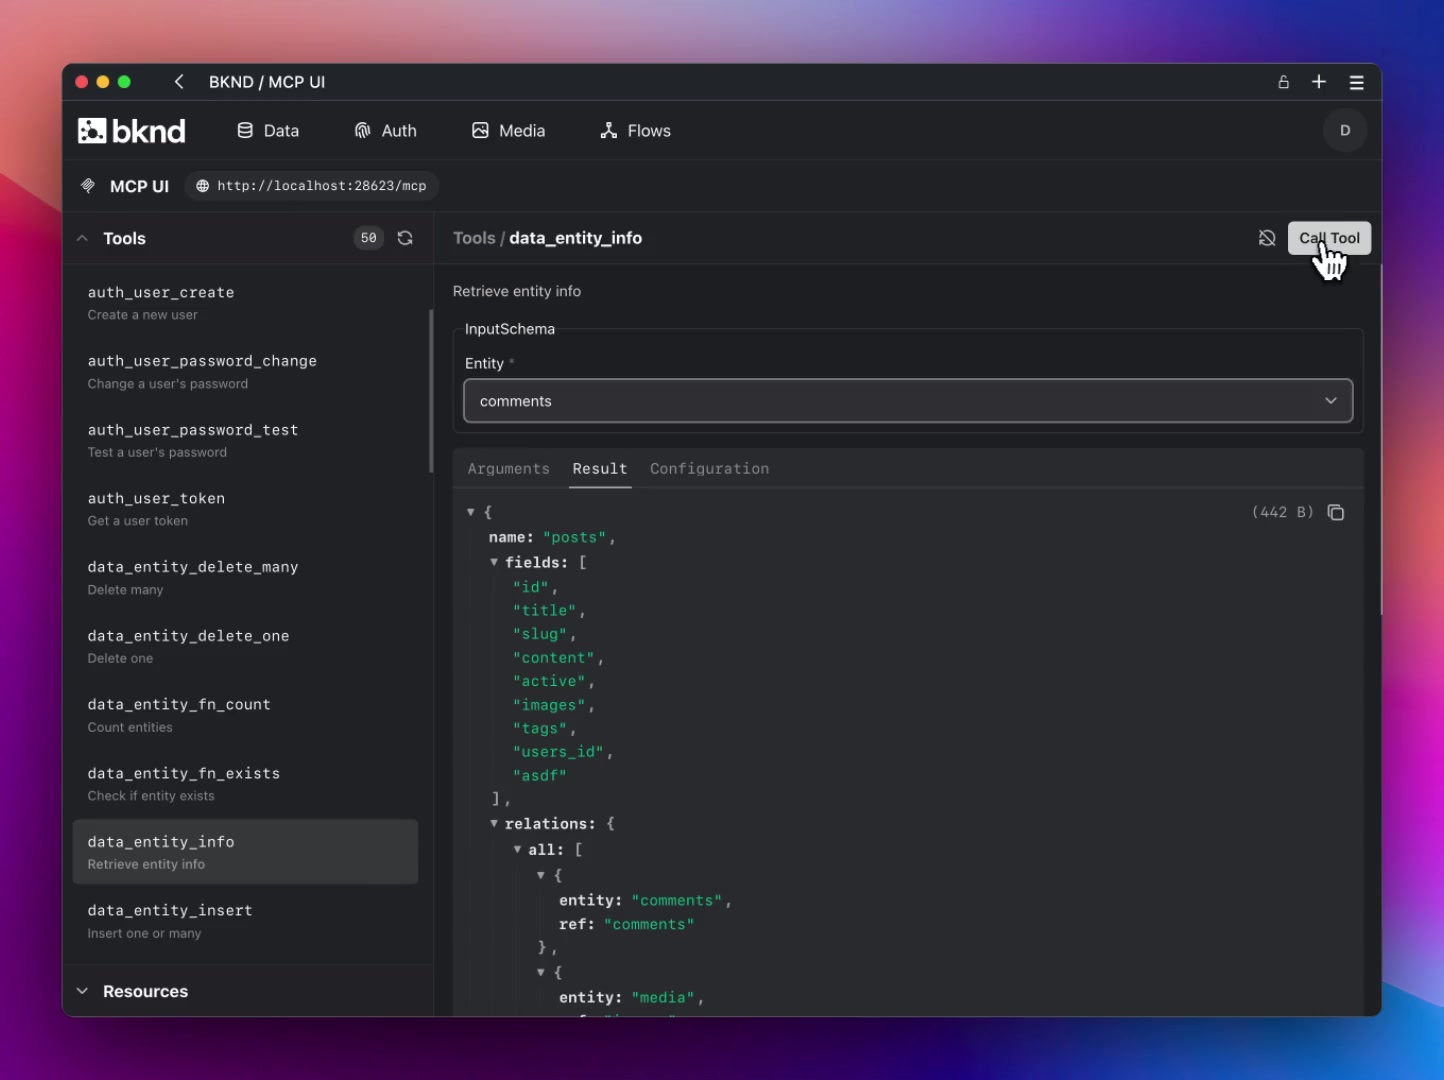 BKND / MCP UI
bknd
Data
Auth
Media
Flows
D
MCP UI
http://localhost:28623/mcp
Tools
50
auth_user_create
Create a new user
auth_user_password_change
Change a user's password
auth_user_password_test
Test a user's password
auth_user_token
Get a user token
data_entity_delete_many
Delete many
data_entity_delete_one
Delete one
data_entity_fn_count
Count entities
data_entity_fn_exists
Check if entity exists
data_entity_info
Retrieve entity info
data_entity_insert
Insert one or many
Resources
Tools / data_entity_info
Call Tool
Retrieve entity info
InputSchema
Entity *
comments
Arguments
Result
Configuration
(442 B)
{
name: "posts",
fields: [
"id",
"title",
"slug",
"content",
"active",
"images",
"tags",
"users_id",
"asdf"
],
relations: {
all: [
{
entity: "comments",
ref: "comments"
},
{
entity: "media",